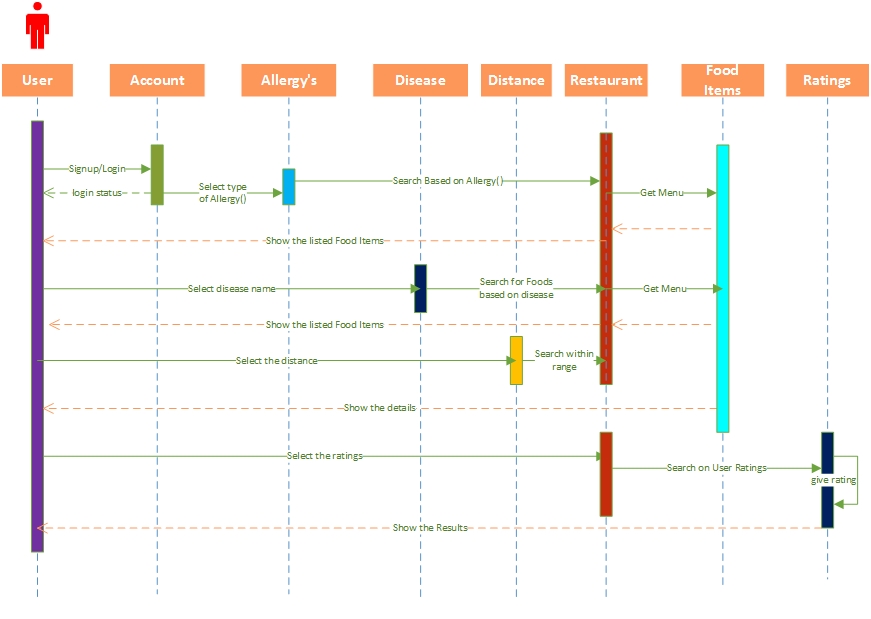 User
Account
Allergy's
Disease
Distance
Restaurant
Food
Items
Ratings
Signup/Login
login status
Select type
of Allergy()
Search Based on Allergy()
Get Menu
Show the listed Food Items
Select disease name
Search for Foods
based on disease
Get Menu
Show the listed Food Items
Select the distance
Search within
range
Show the details
Select the ratings
Search on User Ratings
give rating
Show the Results